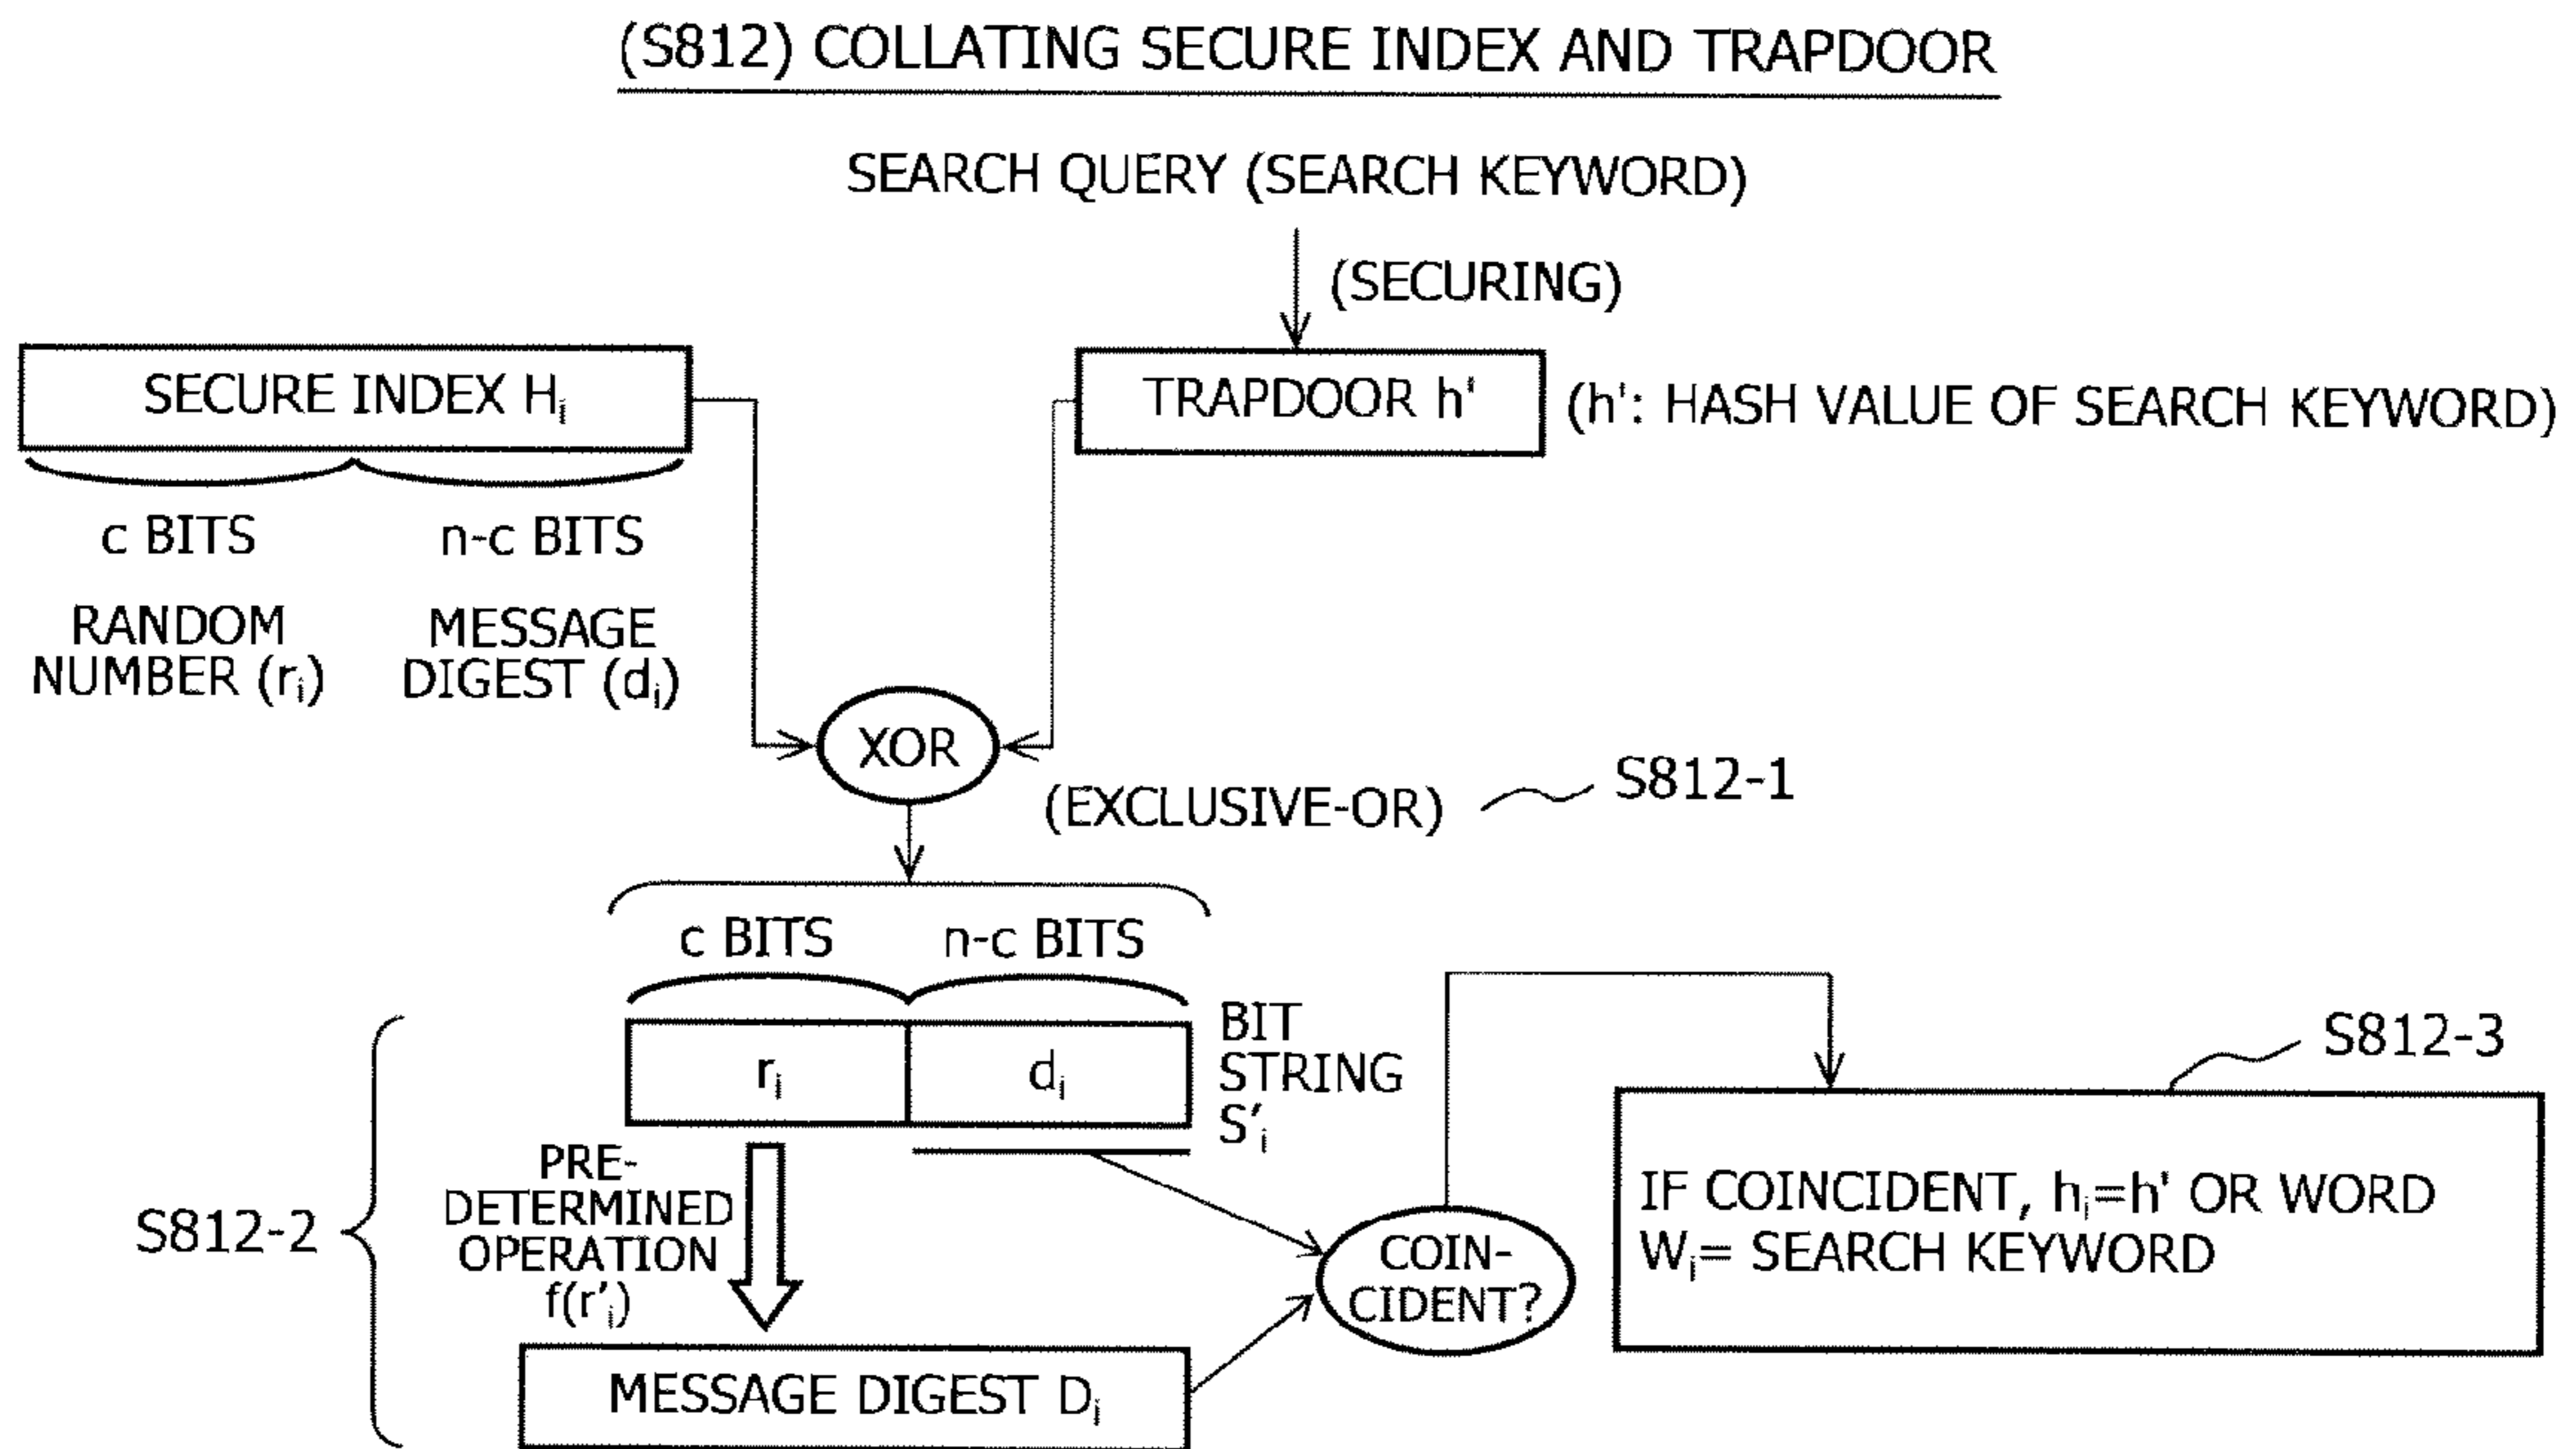 (S812) COLLATING SECURE INDEX AND TRAPDOOR
SEARCH QUERY (SEARCH KEYWORD)
(SECURING)
SECURE INDEX Hᵢ
TRAPDOOR h'
(h': HASH VALUE OF SEARCH KEYWORD)
c BITS
n-c BITS
RANDOM
NUMBER (rᵢ)
MESSAGE
DIGEST (dᵢ)
XOR
(EXCLUSIVE-OR)
S812-1
c BITS
n-c BITS
rᵢ
dᵢ
BIT
STRING
S'ᵢ
S812-2
PRE-
DETERMINED
OPERATION
f(r'ᵢ)
MESSAGE DIGEST Dᵢ
COIN-
CIDENT?
S812-3
IF COINCIDENT, hᵢ=h' OR WORD
Wᵢ= SEARCH KEYWORD